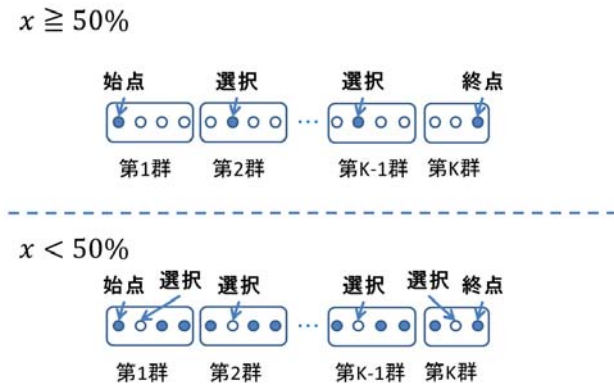 x ≧ 50%
始点 選択 選択 終点
…
第1群 第2群 第K-1群 第K群
x < 50%
始点 選択 選択 選択 選択 終点
…
第1群 第2群 第K-1群 第K群